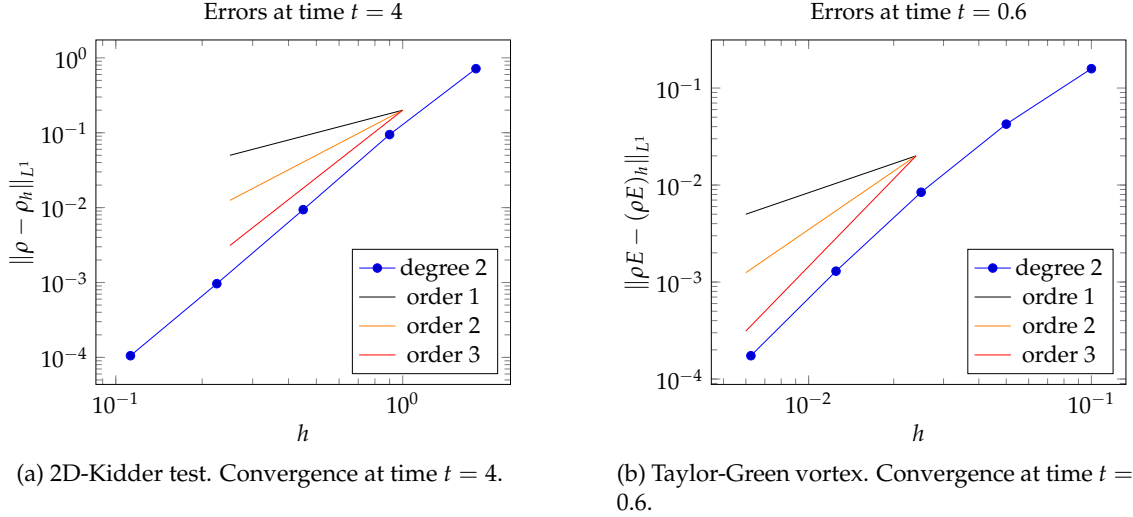 Errors at time t = 4
10^0
10^{-1}
10^{-2}
10^{-3}
10^{-4}
‖ρ − ρ_h‖_{L^1}
degree 2
order 1
order 2
order 3
10^{-1}
10^0
h
(a) 2D-Kidder test. Convergence at time t = 4.
Errors at time t = 0.6
10^{-1}
10^{-2}
10^{-3}
10^{-4}
‖ρE − (ρE)_h‖_{L^1}
degree 2
ordre 1
ordre 2
order 3
10^{-2}
10^{-1}
h
(b) Taylor-Green vortex. Convergence at time t =
0.6.